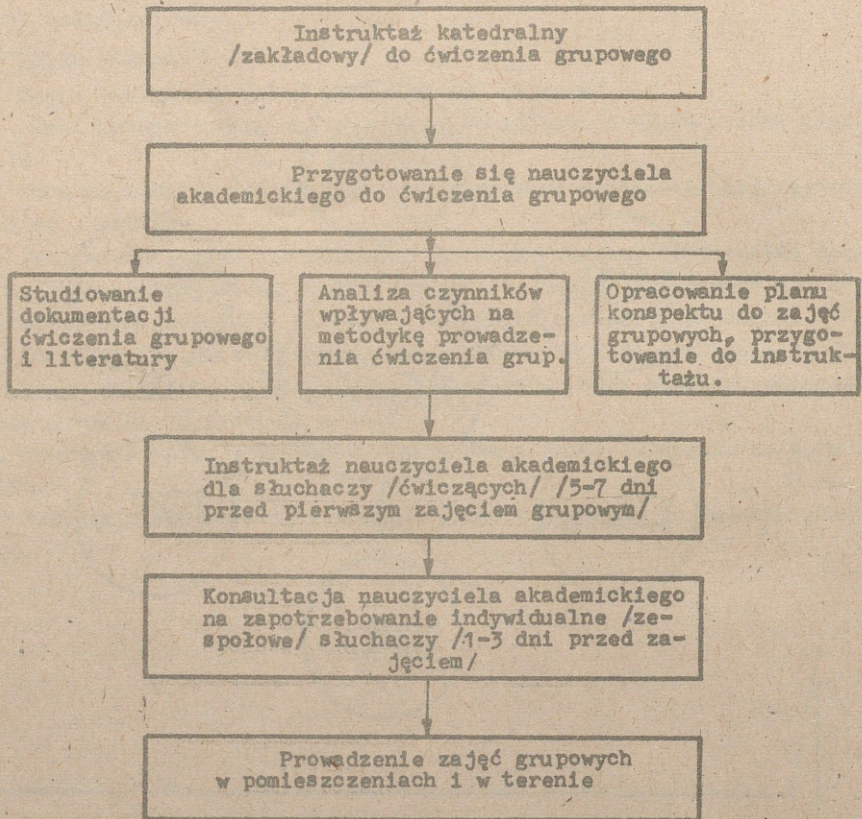 Instruktaż katedralny
/zakładowy/ do ćwiczenia grupowego
Przygotowanie się nauczyciela
akademickiego do ćwiczenia grupowego
Studiowanie
dokumentacji
ćwiczenia grupowego
i literatury
Analiza czynników
wpływających na
metodykę prowadze-
nia ćwiczenia grup.
Opracowanie planu
konspektu do zajęć
grupowych, przygo-
towanie do instruk-
tażu.
Instruktaż nauczyciela akademickiego
dla słuchaczy /ćwiczących/ /5-7 dni
przed pierwszym zajęciem grupowym/
Konsultacja nauczyciela akademickiego
na zapotrzebowanie indywidualne /ze-
społowe/ słuchaczy /1-3 dni przed za-
jęciem/
Prowadzenie zajęć grupowych
w pomieszczeniach i w terenie